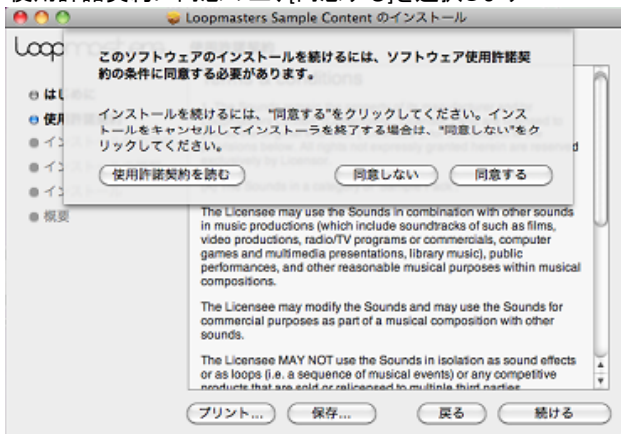 Loopmasters Sample Content のインストール
このソフトウェアのインストールを続けるには、ソフトウェア使用許諾契
約の条件に同意する必要があります。
インストールを続けるには、"同意する"をクリックしてください。インス
トールをキャンセルしてインストーラを終了する場合は、"同意しない"をク
リックしてください。
使用許諾契約を読む
同意しない
同意する
概要
The Licensee may use the Sounds in combination with other sounds
in music productions (which include soundtracks of such as films,
video productions, radio/TV programs or commercials, computer
games and multimedia presentations, library music), public
performances, and other reasonable musical purposes within musical
compositions.
The Licensee may modify the Sounds and may use the Sounds for
commercial purposes as part of a musical composition with other
sounds.
The Licensee MAY NOT use the Sounds in isolation as sound effects
or as loops (i.e. a sequence of musical events) or any competitive
products that are sold or relicensed to multiple third parties
プリント...
保存...
戻る
続ける